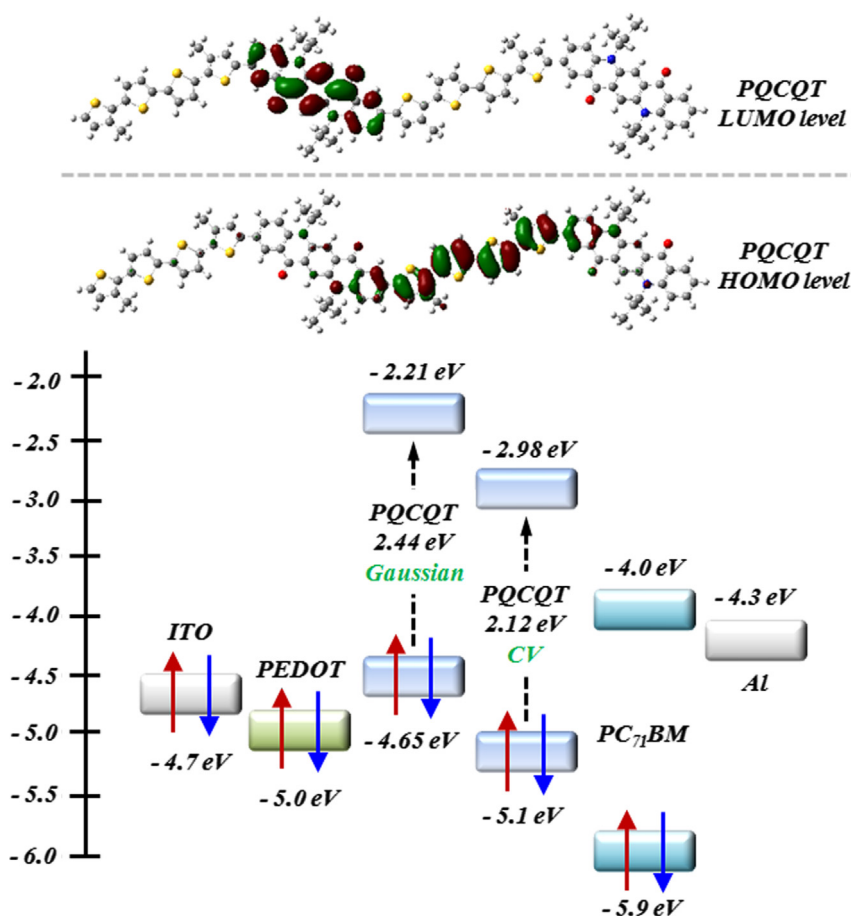 PQCQT
LUMO level
PQCQT
HOMO level
- 2.0
- 2.5
- 3.0
- 3.5
- 4.0
- 4.5
- 5.0
- 5.5
- 6.0
ITO
- 4.7 eV
PEDOT
- 5.0 eV
- 2.21 eV
PQCQT
2.44 eV
Gaussian
- 4.65 eV
- 2.98 eV
PQCQT
2.12 eV
CV
- 5.1 eV
- 4.0 eV
PC₇₁BM
- 5.9 eV
- 4.3 eV
Al